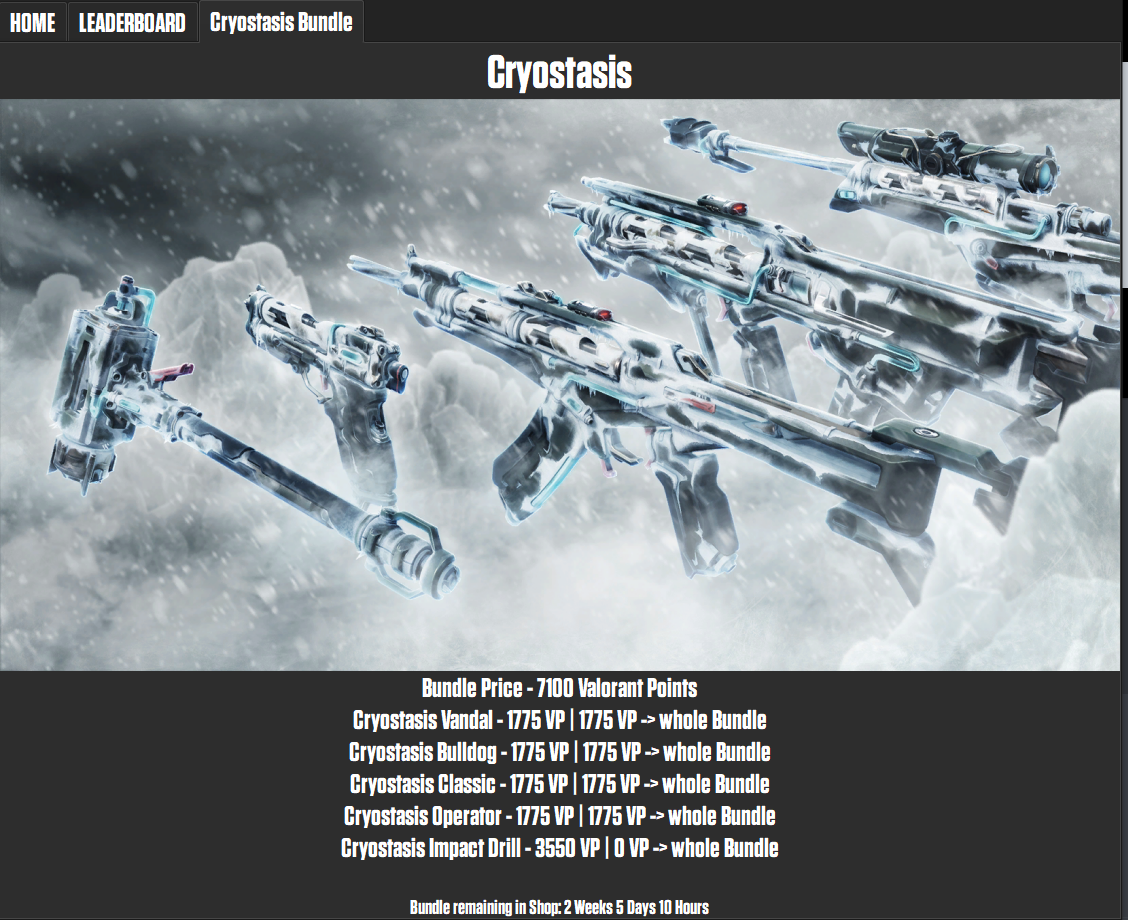 HOME LEADERBOARD Cryostasis Bundle
Cryostasis
Bundle Price - 7100 Valorant Points
Cryostasis Vandal - 1775 VP | 1775 VP -> whole Bundle
Cryostasis Bulldog - 1775 VP | 1775 VP -> whole Bundle
Cryostasis Classic - 1775 VP | 1775 VP -> whole Bundle
Cryostasis Operator - 1775 VP | 1775 VP -> whole Bundle
Cryostasis Impact Drill - 3550 VP | 0 VP -> whole Bundle
Bundle remaining in Shop: 2 Weeks 5 Days 10 Hours